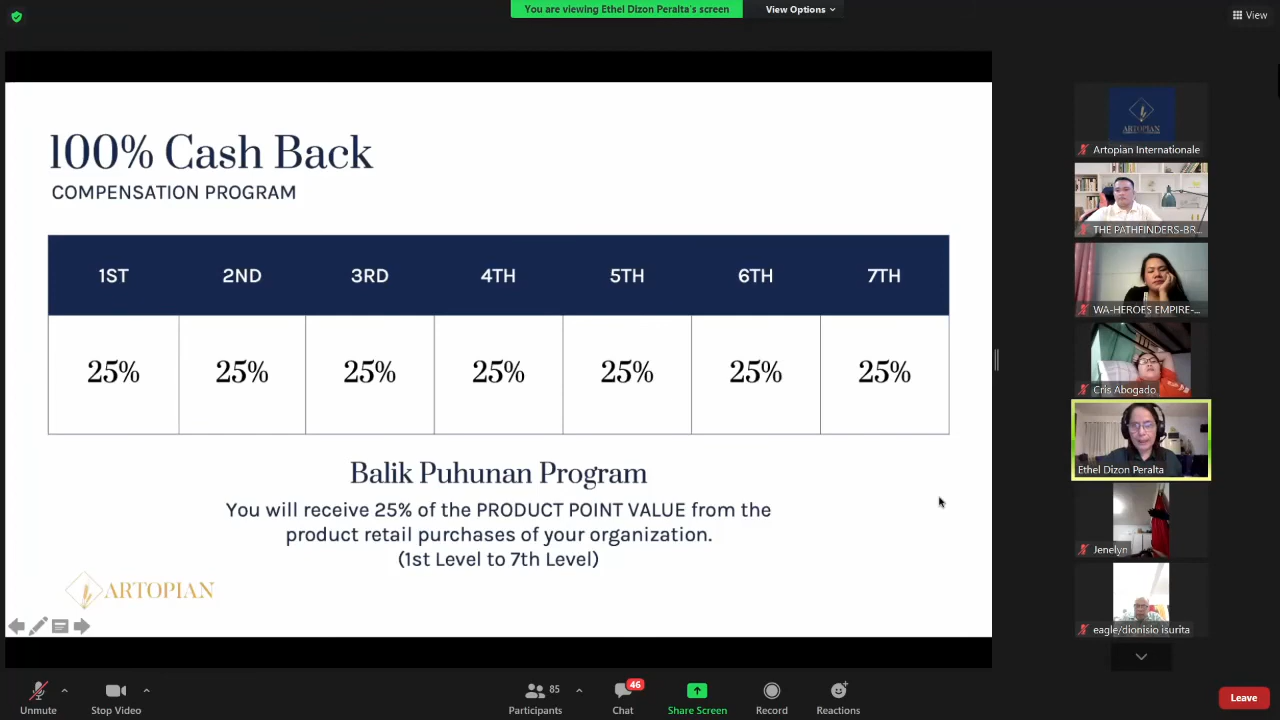 You are viewing Ethel Dizon Peralta's screen
View Options
View
100% Cash Back
COMPENSATION PROGRAM
1ST 2ND 3RD 4TH 5TH 6TH 7TH
25% 25% 25% 25% 25% 25% 25%
Balik Puhunan Program
You will receive 25% of the PRODUCT POINT VALUE from the
product retail purchases of your organization.
(1st Level to 7th Level)
ARTOPIAN
ARTOPIAN
Artopian Internationale
THE PATHFINDERS-BR...
WA-HEROES EMPIRE-...
Cris Abogado
Ethel Dizon Peralta
Jenelyn
eagle/dionisio isurita
Unmute
Stop Video
85
Participants
46
Chat
Share Screen
Record
Reactions
Leave